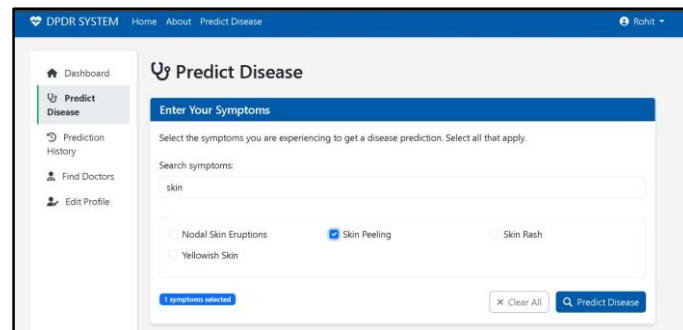 DPDR SYSTEM Home About Predict Disease Rohit
Dashboard
Predict Disease
Prediction History
Find Doctors
Edit Profile
Predict Disease
Enter Your Symptoms
Select the symptoms you are experiencing to get a disease prediction. Select all that apply.
Search symptoms:
skin
Nodal Skin Eruptions Skin Peeling Skin Rash
Yellowish Skin
1 symptoms selected
Clear All Predict Disease